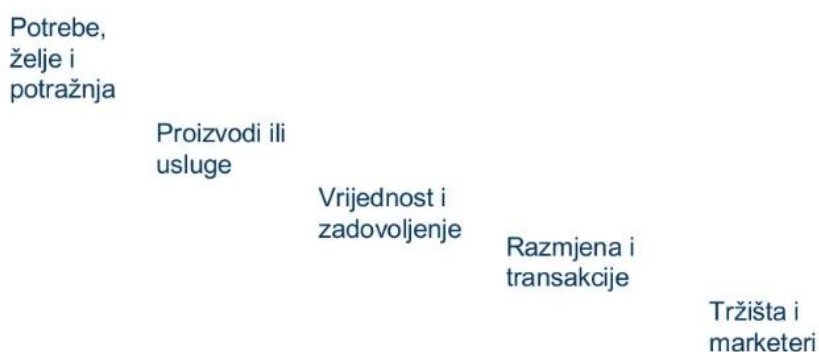 Potrebe,
želje i
potražnja
Proizvodi ili
usluge
Vrijednost i
zadovoljenje
Razmjena i
transakcije
Tržišta i
marketeri